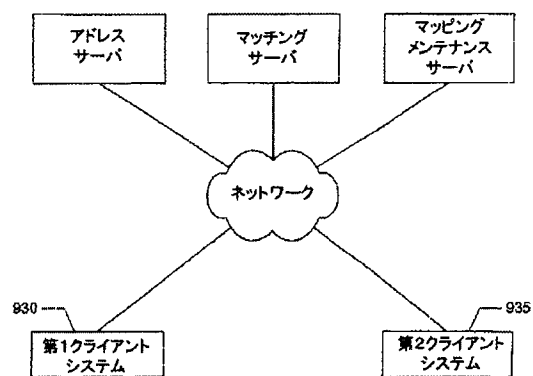 アドレス
サーバ
マッチング
サーバ
マッピング
メンテナンス
サーバ
ネットワーク
930
935
第1クライアント
システム
第2クライアント
システム